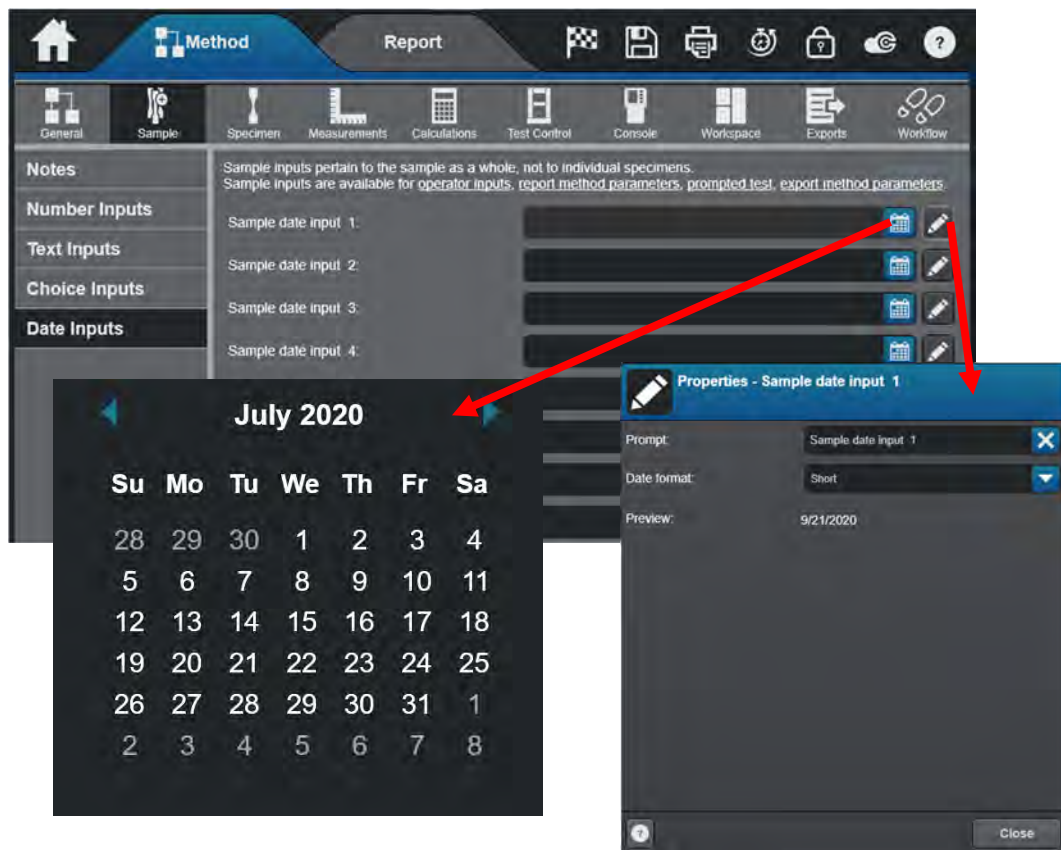 Method
Report
?
General
Sample
Specimen
Measurements
Calculations
Test Control
Console
Workspace
Exports
Workflow
Notes
Number Inputs
Text Inputs
Choice Inputs
Date Inputs
Sample inputs pertain to the sample as a whole, not to individual specimens.
Sample inputs are available for operator inputs, report method parameters, prompted test, export method parameters.
Sample date input 1:
Sample date input 2:
Sample date input 3:
Sample date input 4:
July 2020
Su Mo Tu We Th Fr Sa
28 29 30 1 2 3 4
5 6 7 8 9 10 11
12 13 14 15 16 17 18
19 20 21 22 23 24 25
26 27 28 29 30 31 1
2 3 4 5 6 7 8
Properties - Sample date input 1
Prompt:
Sample date input 1
Date format:
Short
Preview:
9/21/2020
?
Close